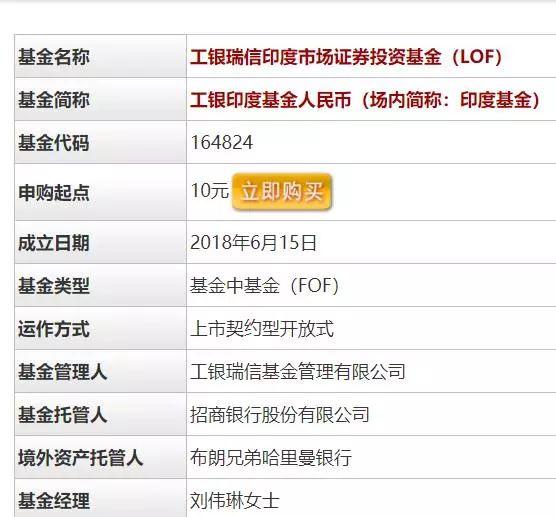 基金名称 工银瑞信印度市场证券投资基金（LOF）
基金简称 工银印度基金人民币（场内简称：印度基金）
基金代码 164824
申购起点 10元 立即购买
成立日期 2018年6月15日
基金类型 基金中基金（FOF）
运作方式 上市契约型开放式
基金管理人 工银瑞信基金管理有限公司
基金托管人 招商银行股份有限公司
境外资产托管人 布朗兄弟哈里曼银行
基金经理 刘伟琳女士